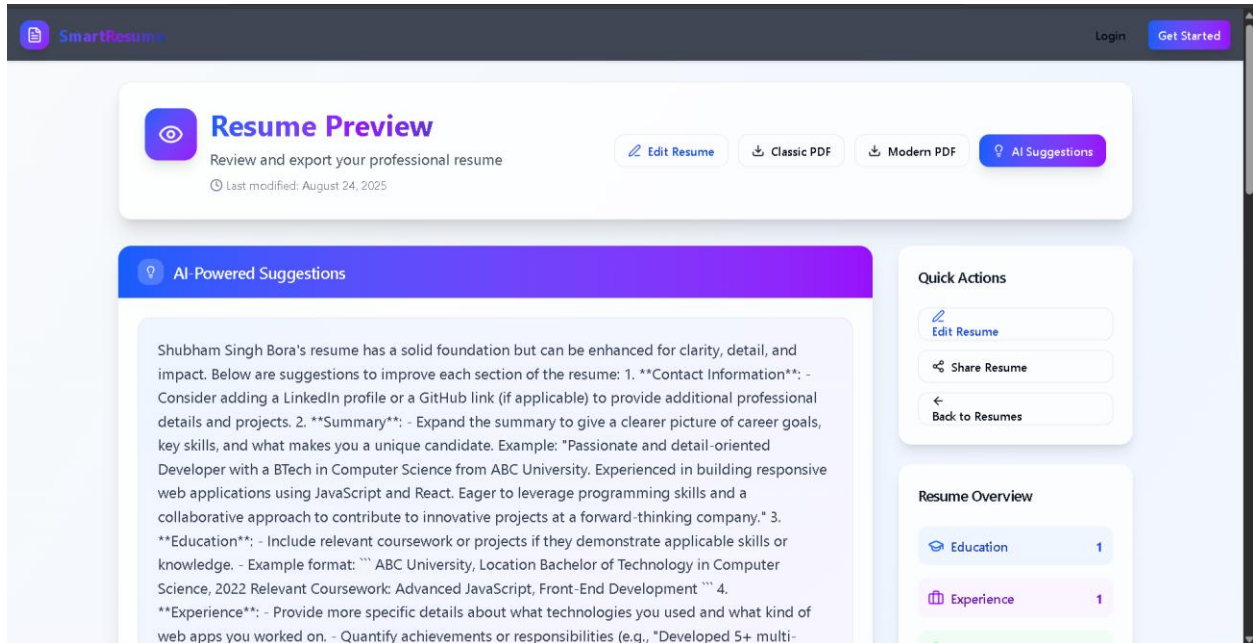 SmartResume
Login
Get Started
Resume Preview
Review and export your professional resume
Last modified: August 24, 2025
Edit Resume
Classic PDF
Modern PDF
AI Suggestions
AI-Powered Suggestions
Shubham Singh Bora's resume has a solid foundation but can be enhanced for clarity, detail, and
impact. Below are suggestions to improve each section of the resume: 1. **Contact Information**: -
Consider adding a LinkedIn profile or a GitHub link (if applicable) to provide additional professional
details and projects. 2. **Summary**: - Expand the summary to give a clearer picture of career goals,
key skills, and what makes you a unique candidate. Example: "Passionate and detail-oriented
Developer with a BTech in Computer Science from ABC University. Experienced in building responsive
web applications using JavaScript and React. Eager to leverage programming skills and a
collaborative approach to contribute to innovative projects at a forward-thinking company." 3.
**Education**: - Include relevant coursework or projects if they demonstrate applicable skills or
knowledge. - Example format: ``` ABC University, Location Bachelor of Technology in Computer
Science, 2022 Relevant Coursework: Advanced JavaScript, Front-End Development ``` 4.
**Experience**: - Provide more specific details about what technologies you used and what kind of
web apps you worked on. - Quantify achievements or responsibilities (e.g., "Developed 5+ multi-
Quick Actions
Edit Resume
Share Resume
Back to Resumes
Resume Overview
Education 1
Experience 1